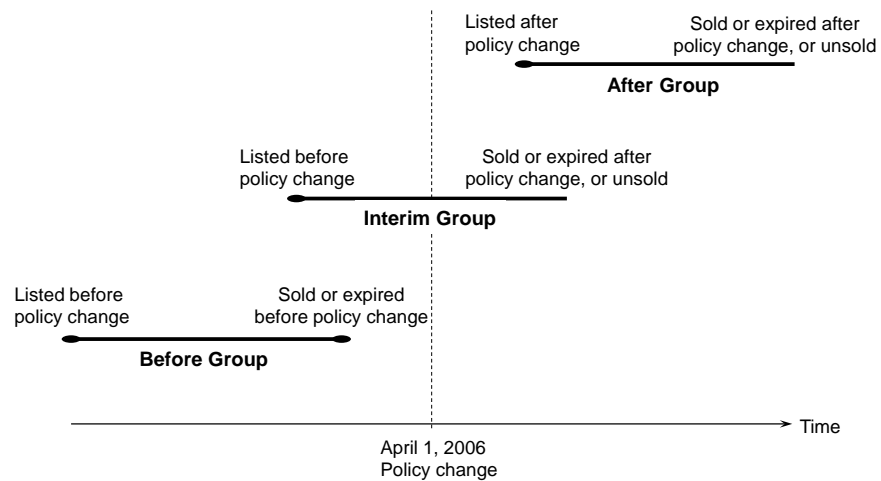 Listed after
policy change
Sold or expired after
policy change, or unsold
After Group
Listed before
policy change
Sold or expired after
policy change, or unsold
Interim Group
Listed before
policy change
Sold or expired
before policy change
Before Group
Time
April 1, 2006
Policy change